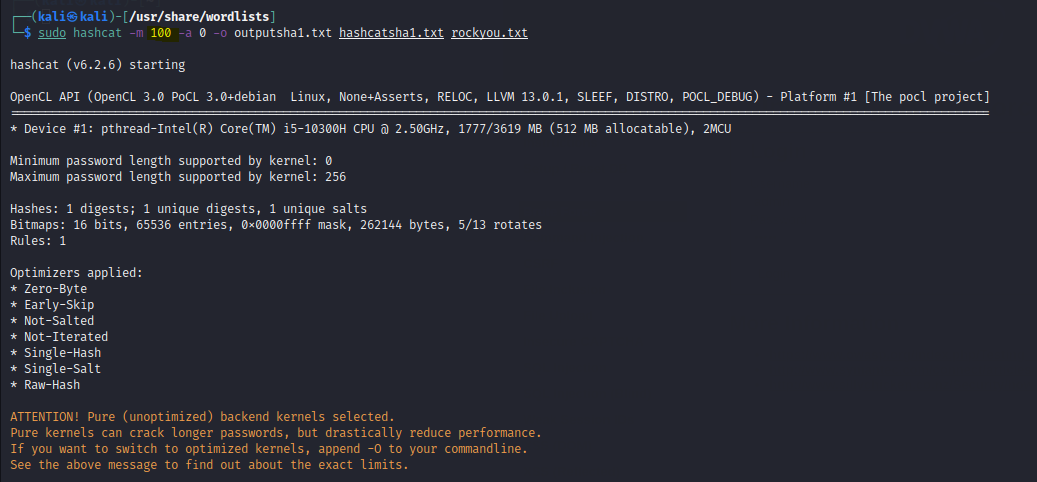 ┌──(kali㉿kali)-[/usr/share/wordlists]
└─$ sudo hashcat -m 100 -a 0 -o outputsha1.txt hashcatsha1.txt rockyou.txt
hashcat (v6.2.6) starting
OpenCL API (OpenCL 3.0 PoCL 3.0+debian  Linux, None+Asserts, RELOC, LLVM 13.0.1, SLEEF, DISTRO, POCL_DEBUG) - Platform #1 [The pocl project]
============================================================================================================================================
* Device #1: pthread-Intel(R) Core(TM) i5-10300H CPU @ 2.50GHz, 1777/3619 MB (512 MB allocatable), 2MCU
Minimum password length supported by kernel: 0
Maximum password length supported by kernel: 256
Hashes: 1 digests; 1 unique digests, 1 unique salts
Bitmaps: 16 bits, 65536 entries, 0x0000ffff mask, 262144 bytes, 5/13 rotates
Rules: 1
Optimizers applied:
* Zero-Byte
* Early-Skip
* Not-Salted
* Not-Iterated
* Single-Hash
* Single-Salt
* Raw-Hash
ATTENTION! Pure (unoptimized) backend kernels selected.
Pure kernels can crack longer passwords, but drastically reduce performance.
If you want to switch to optimized kernels, append -O to your commandline.
See the above message to find out about the exact limits.